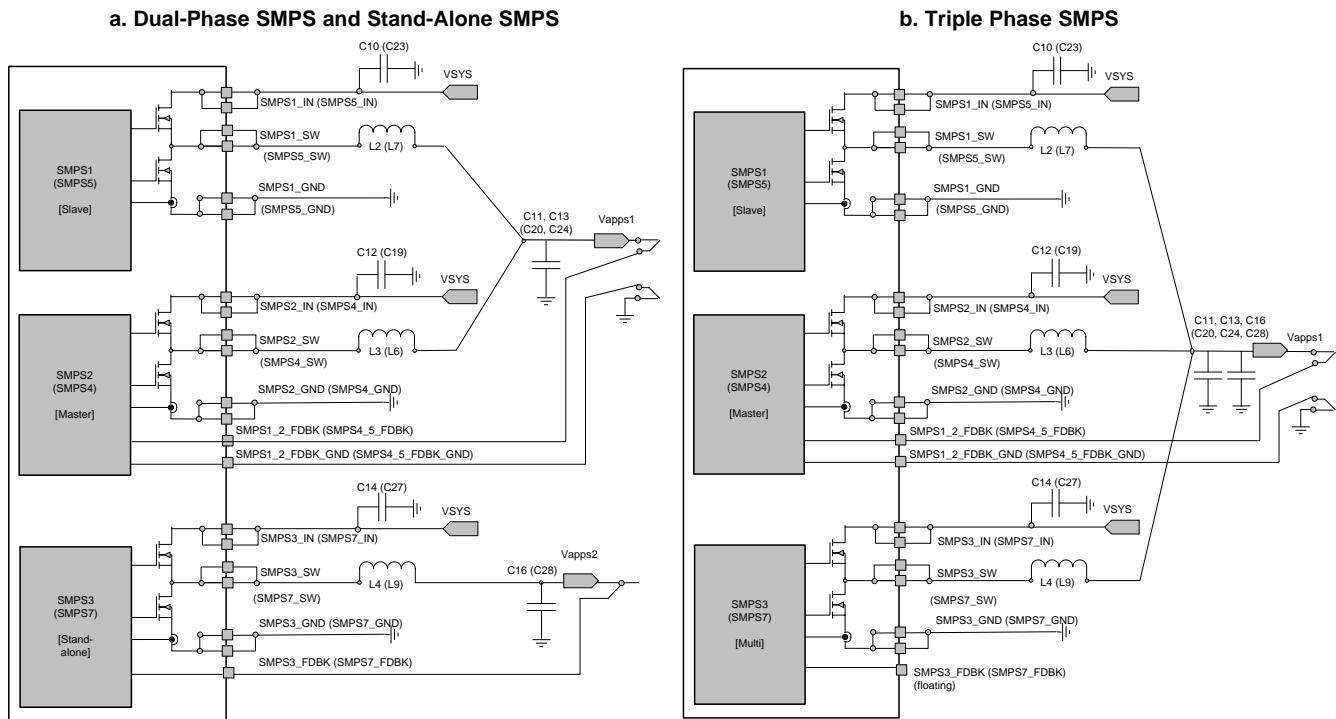 a. Dual-Phase SMPS and Stand-Alone SMPS
C10 (C23)
VSYS
SMPS1_IN (SMPS5_IN)
SMPS1_SW
(SMPS5_SW)
L2 (L7)
SMPS1
(SMPS5)
[Slave]
SMPS1_GND
(SMPS5_GND)
C11, C13
(C20, C24)
Vapps1
C12 (C19)
VSYS
SMPS2_IN (SMPS4_IN)
SMPS2_SW
(SMPS4_SW)
L3 (L6)
SMPS2
(SMPS4)
[Master]
SMPS2_GND (SMPS4_GND)
SMPS1_2_FDBK (SMPS4_5_FDBK)
SMPS1_2_FDBK_GND (SMPS4_5_FDBK_GND)
C14 (C27)
VSYS
SMPS3_IN (SMPS7_IN)
SMPS3_SW
(SMPS7_SW)
L4 (L9)
C16 (C28)
Vapps2
SMPS3
(SMPS7)
[Stand-
alone]
SMPS3_GND (SMPS7_GND)
SMPS3_FDBK (SMPS7_FDBK)
b. Triple Phase SMPS
C10 (C23)
VSYS
SMPS1_IN (SMPS5_IN)
SMPS1_SW
(SMPS5_SW)
L2 (L7)
SMPS1
(SMPS5)
[Slave]
SMPS1_GND
(SMPS5_GND)
C12 (C19)
VSYS
SMPS2_IN (SMPS4_IN)
SMPS2_SW
(SMPS4_SW)
L3 (L6)
C11, C13, C16
(C20, C24, C28)
Vapps1
SMPS2
(SMPS4)
[Master]
SMPS2_GND (SMPS4_GND)
SMPS1_2_FDBK (SMPS4_5_FDBK)
SMPS1_2_FDBK_GND (SMPS4_5_FDBK_GND)
C14 (C27)
VSYS
SMPS3_IN (SMPS7_IN)
SMPS3_SW
(SMPS7_SW)
L4 (L9)
SMPS3
(SMPS7)
[Multi]
SMPS3_GND (SMPS7_GND)
SMPS3_FDBK (SMPS7_FDBK)
(floating)